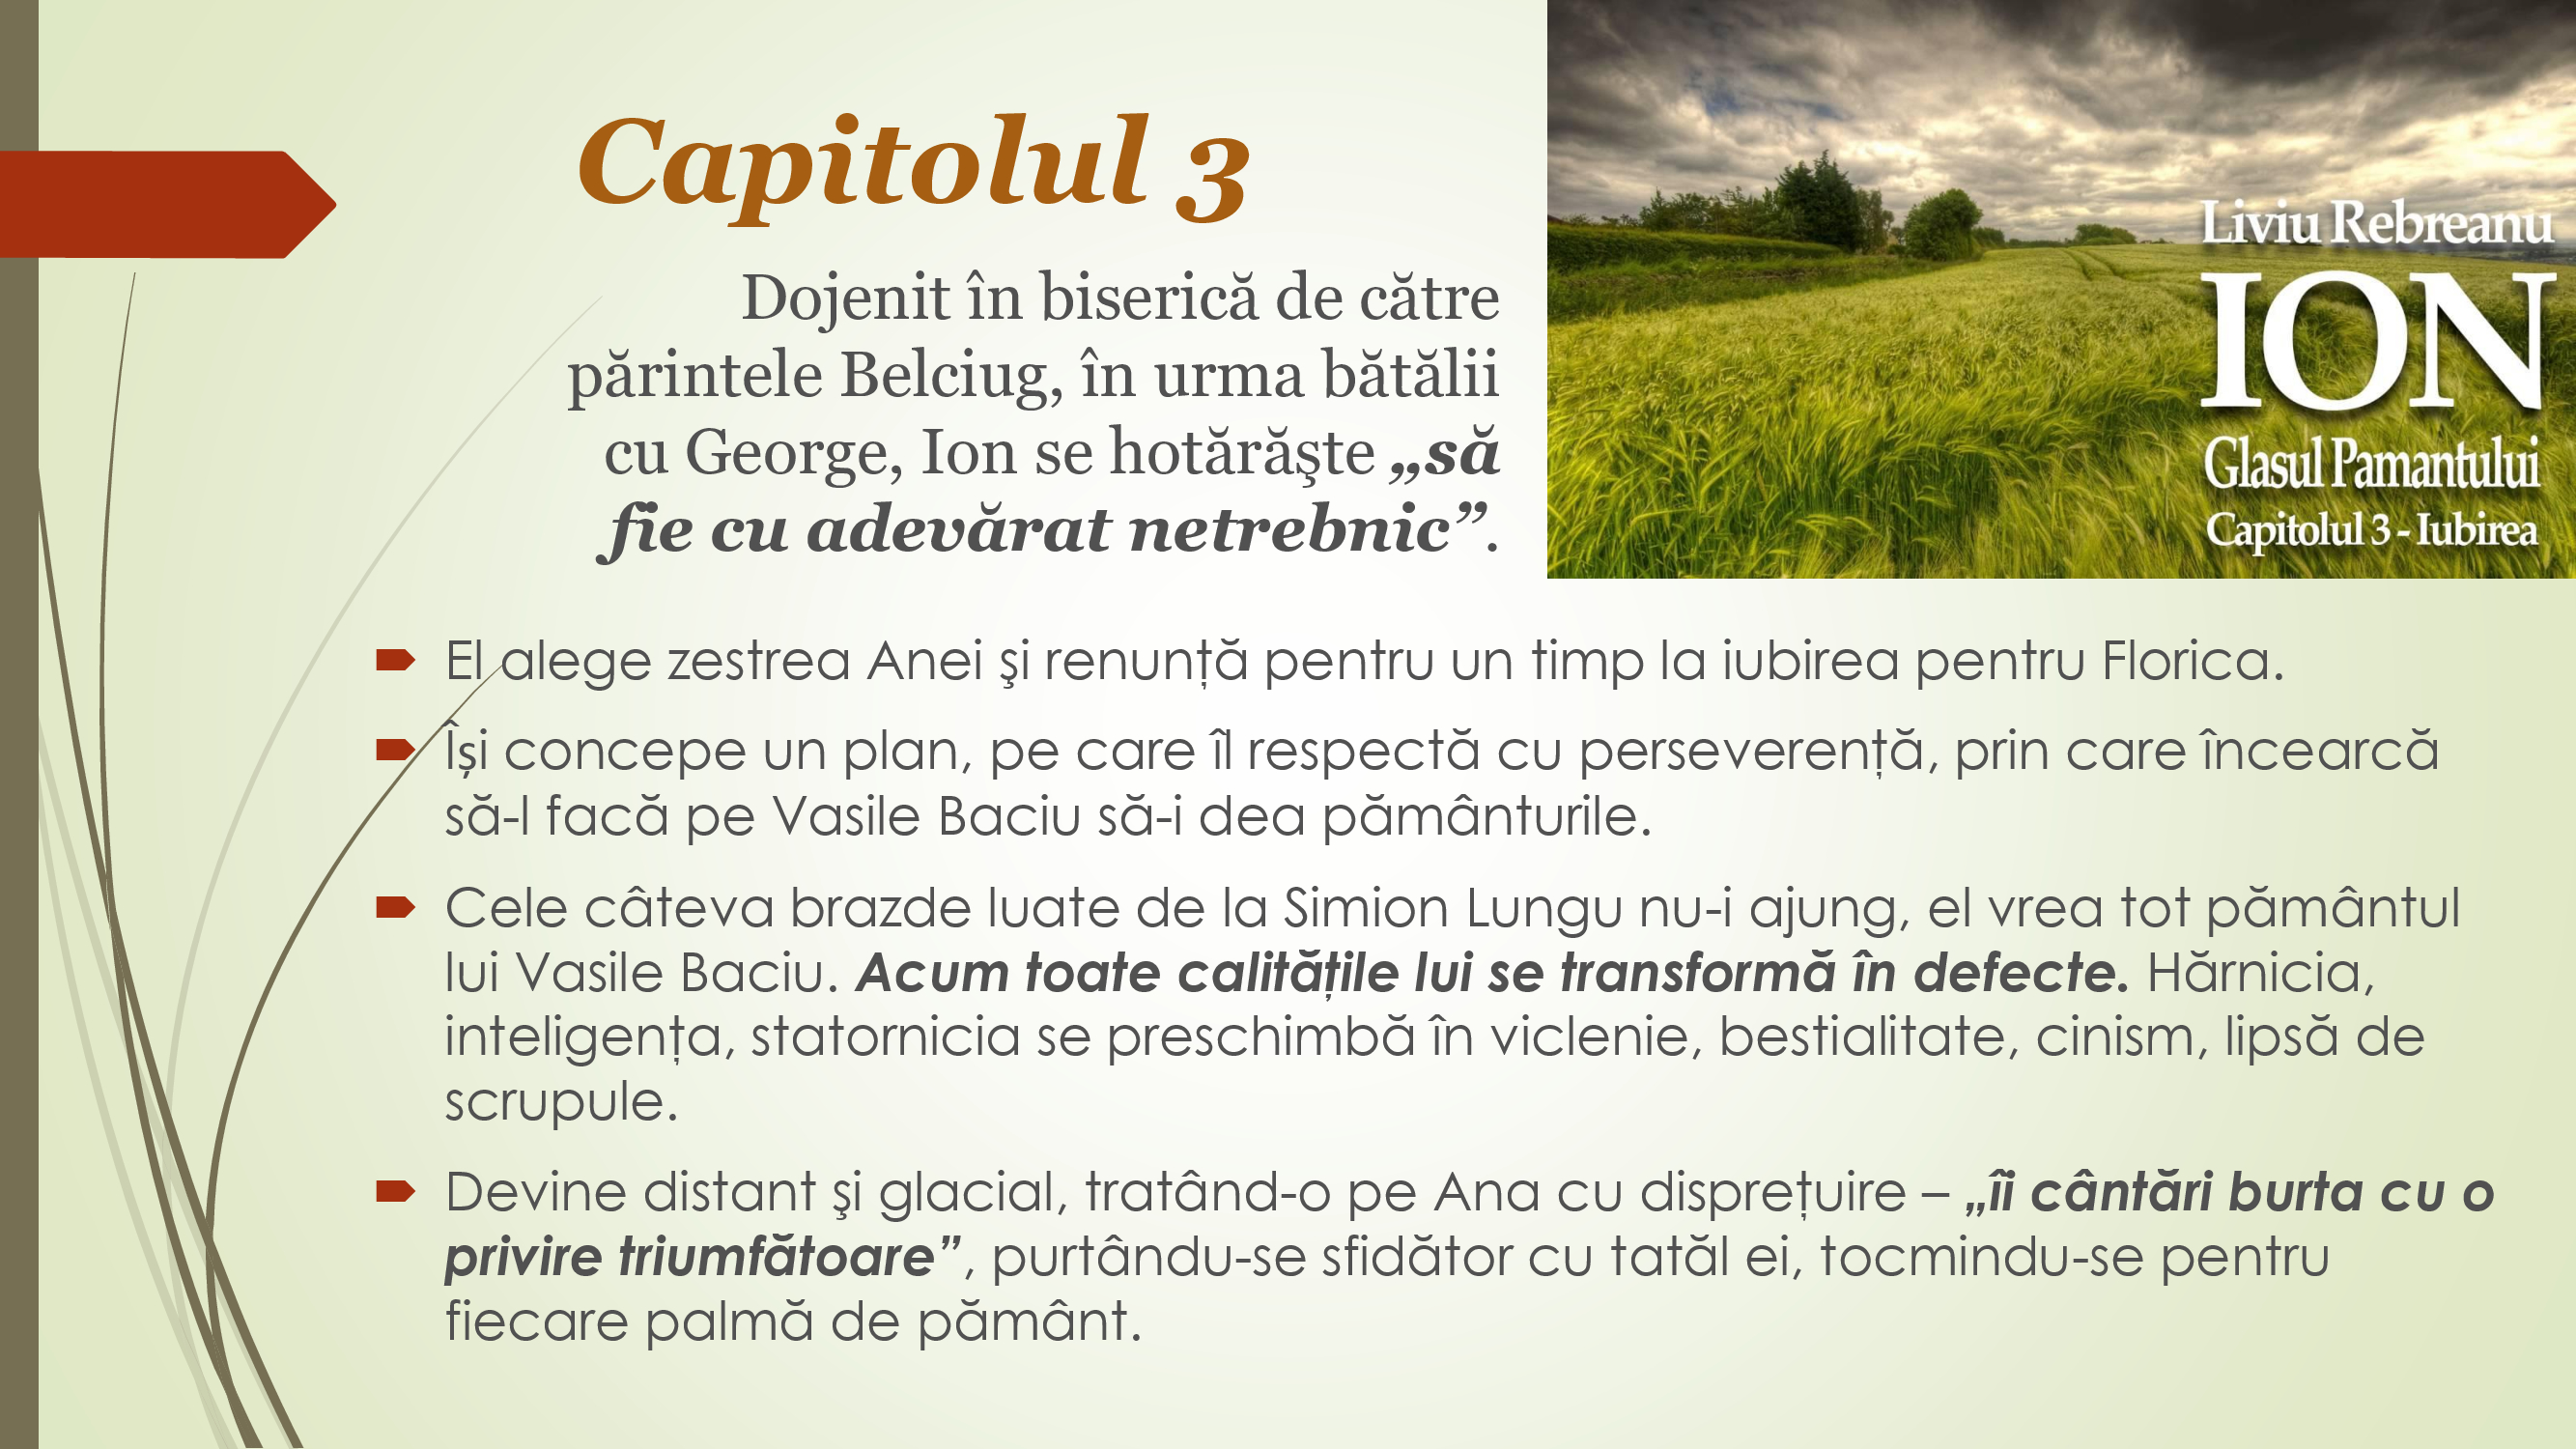 Capitolul 3
Dojenit în biserică de către
părintele Belciug, în urma bătălii
cu George, Ion se hotărăşte „să
fie cu adevărat netrebnic”.
Liviu Rebreanu
ION
Glasul Pamantului
Capitolul 3 - Iubirea
El alege zestrea Anei şi renunță pentru un timp la iubirea pentru Florica.
Își concepe un plan, pe care îl respectă cu perseverență, prin care încearcă
să-l facă pe Vasile Baciu să-i dea pământurile.
Cele câteva brazde luate de la Simion Lungu nu-i ajung, el vrea tot pământul
lui Vasile Baciu. Acum toate calitățile lui se transformă în defecte. Hărnicia,
inteligența, statornicia se preschimbă în viclenie, bestialitate, cinism, lipsă de
scrupule.
Devine distant şi glacial, tratând-o pe Ana cu disprețuire – „îi cântări burta cu o
privire triumfătoare”, purtându-se sfidător cu tatăl ei, tocmindu-se pentru
fiecare palmă de pământ.